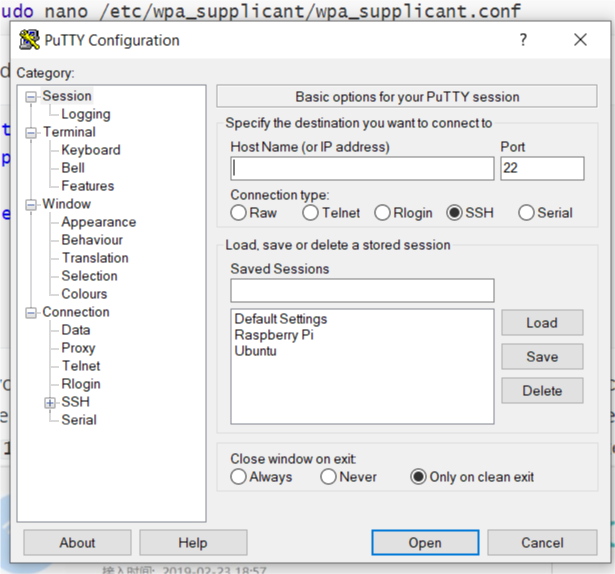 udo nano /etc/wpa_supplicant/wpa_supplicant.conf
PuTTY Configuration
?
Category:
Session
Logging
Terminal
Keyboard
Bell
Features
Window
Appearance
Behaviour
Translation
Selection
Colours
Connection
Data
Proxy
Telnet
Rlogin
SSH
Serial
Basic options for your PuTTY session
Specify the destination you want to connect to
Host Name (or IP address) Port
22
Connection type:
Raw Telnet Rlogin SSH Serial
Load, save or delete a stored session
Saved Sessions
Default Settings
Raspberry Pi
Ubuntu
Load
Save
Delete
Close window on exit:
Always Never Only on clean exit
About Help Open Cancel
接入时间: 2019-02-23 18:57